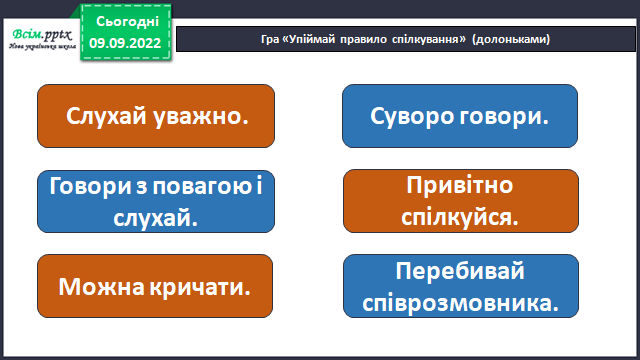 Всім.pptx
Нова українська школа
Сьогодні
09.09.2022
Гра «Упіймай правило спілкування» (долоньками)
Слухай уважно.
Суворо говори.
Говори з повагою і
слухай.
Привітно
спілкуйся.
Можна кричати.
Перебивай
співрозмовника.